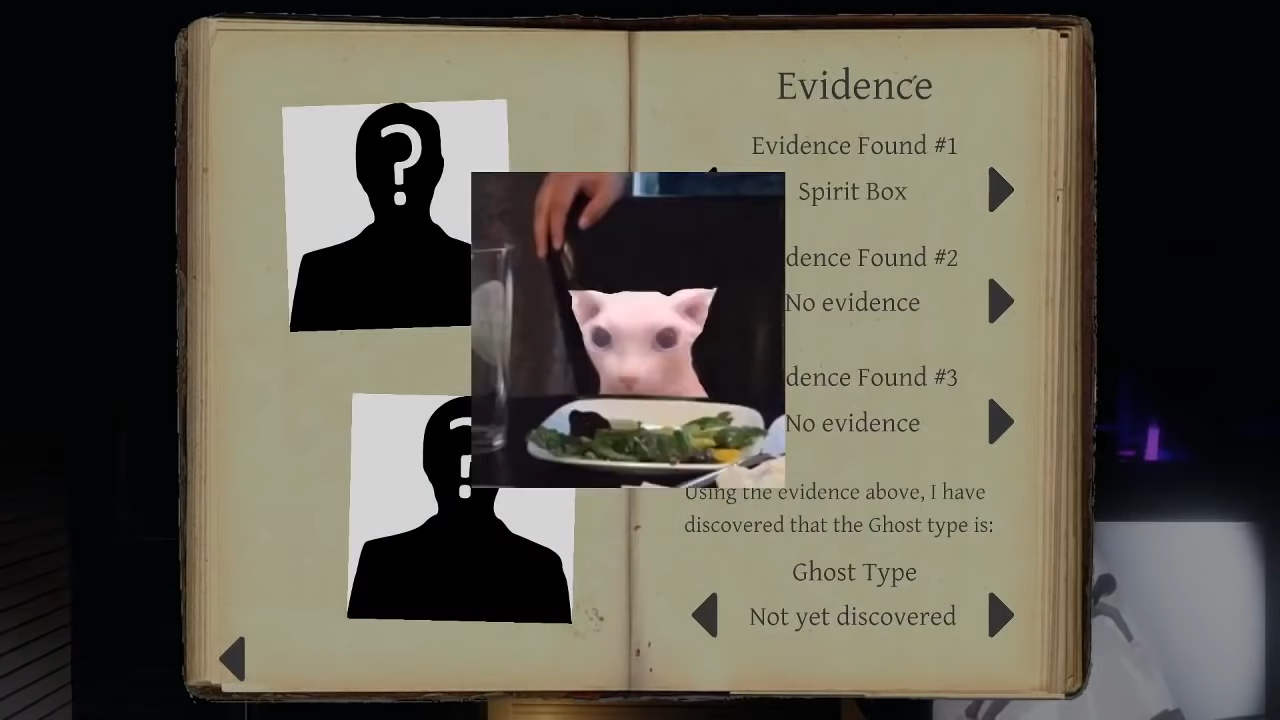 Evidence
Evidence Found #1
Spirit Box
dence Found #2
No evidence
dence Found #3
No evidence
Using the evidence above, I have
discovered that the Ghost type is:
Ghost Type
Not yet discovered